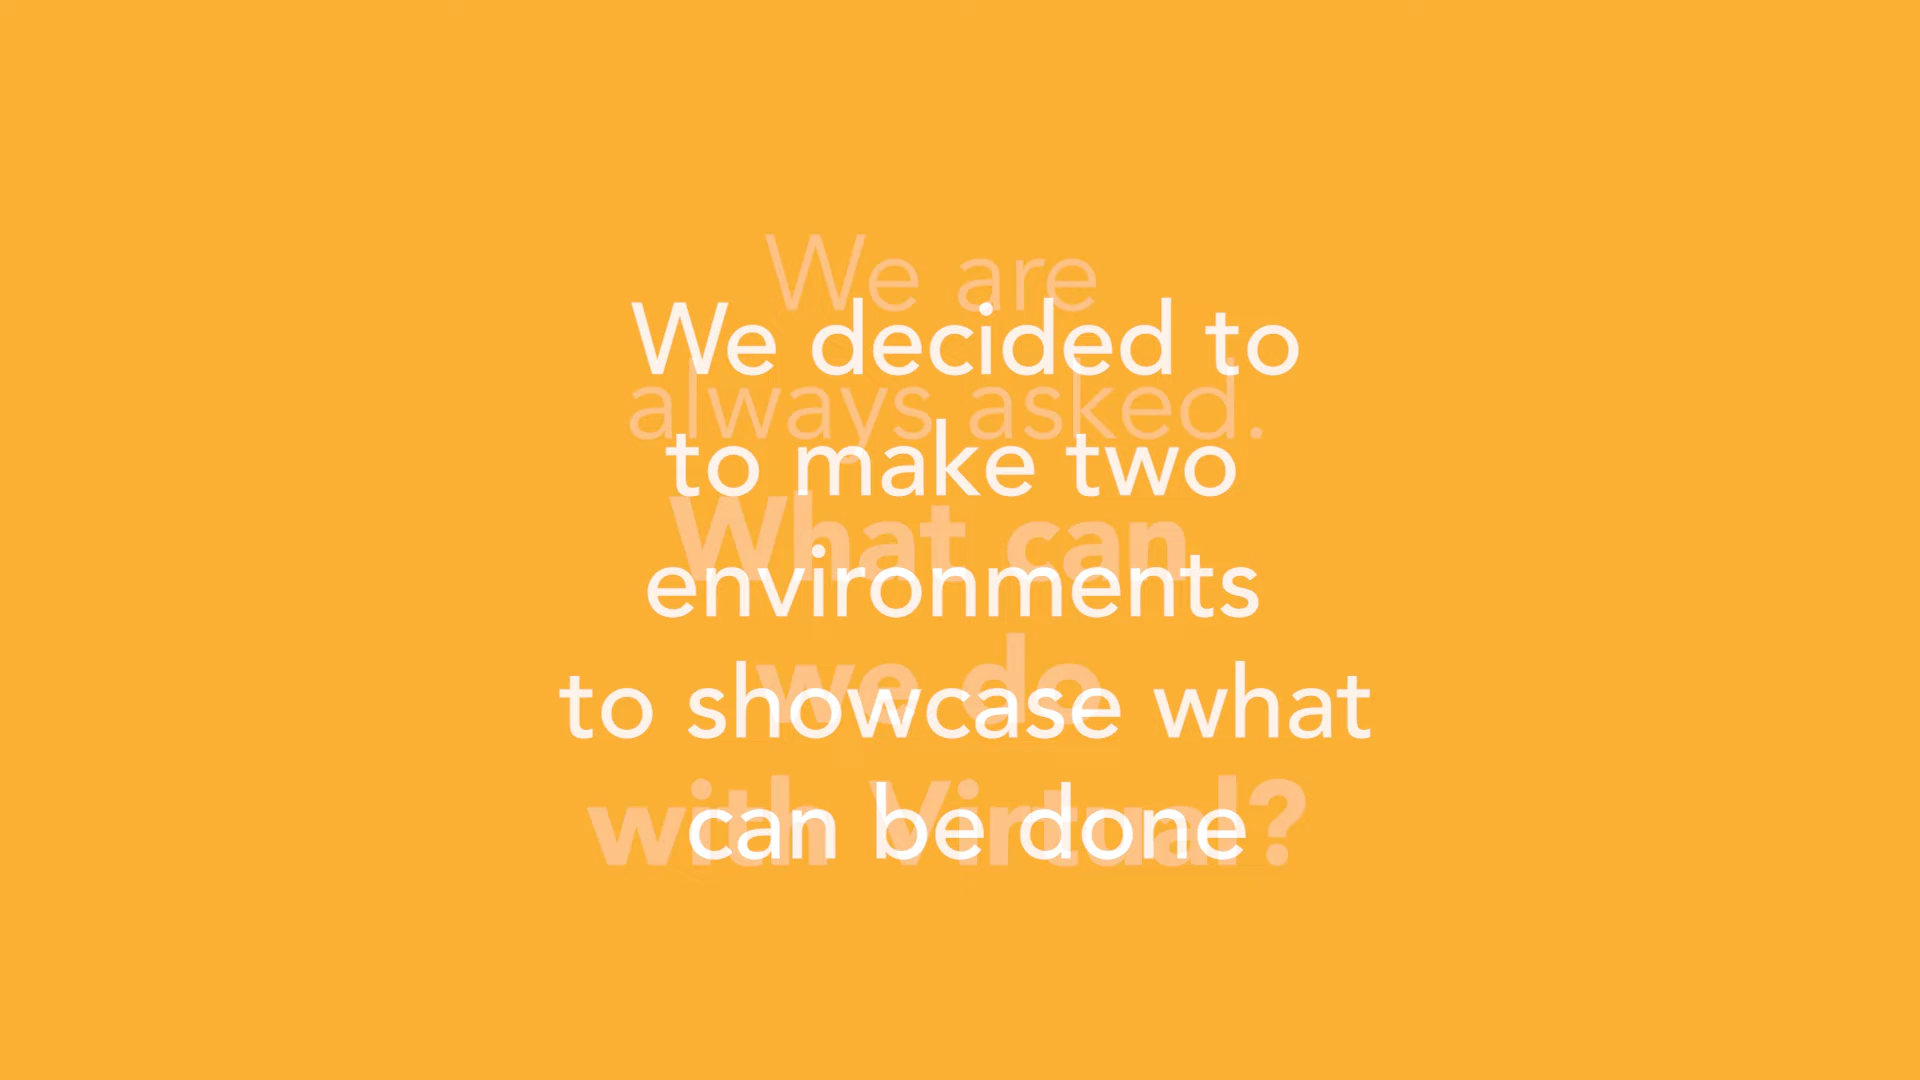 We are
always asked.
What can
we do
with Virtual?
We decided to
to make two
environments
to showcase what
can be done